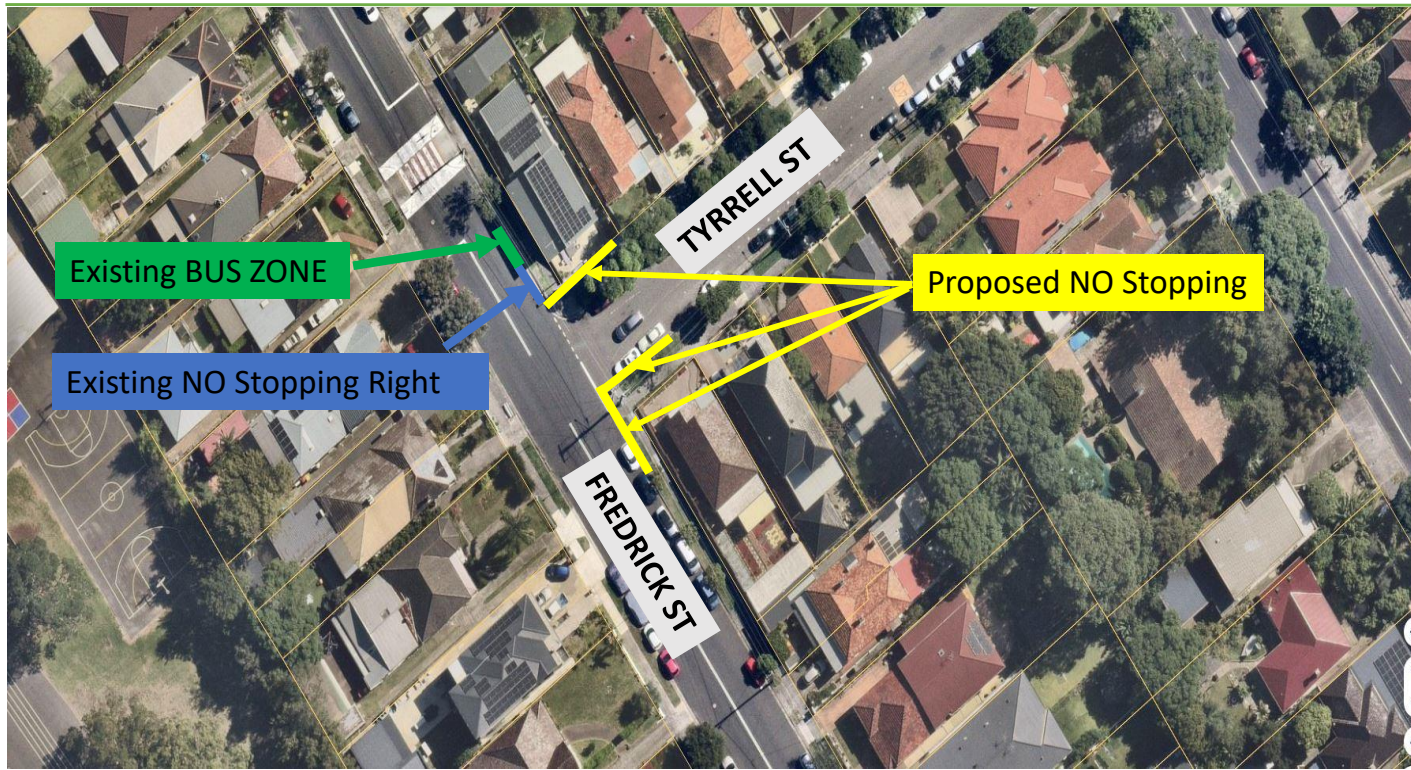 TYRRELL ST
Existing BUS ZONE
Proposed NO Stopping
Existing NO Stopping Right
FREDRICK ST